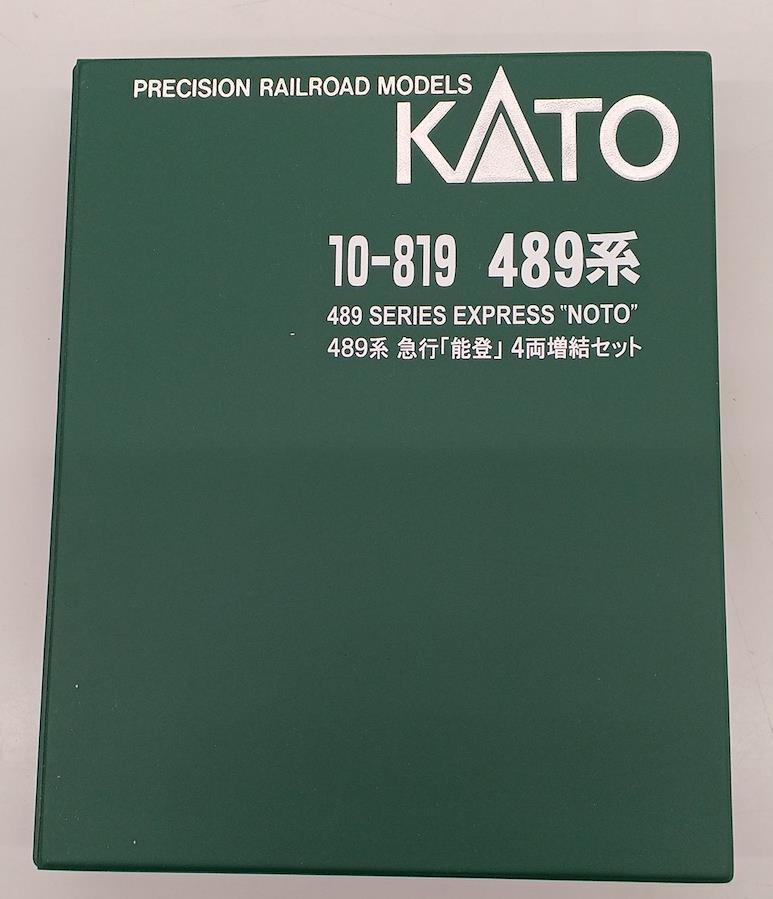 PRECISION RAILROAD MODELS
KATO
10-819 489系
489 SERIES EXPRESS "NOTO"
489系 急行「能登」 4両増結セット